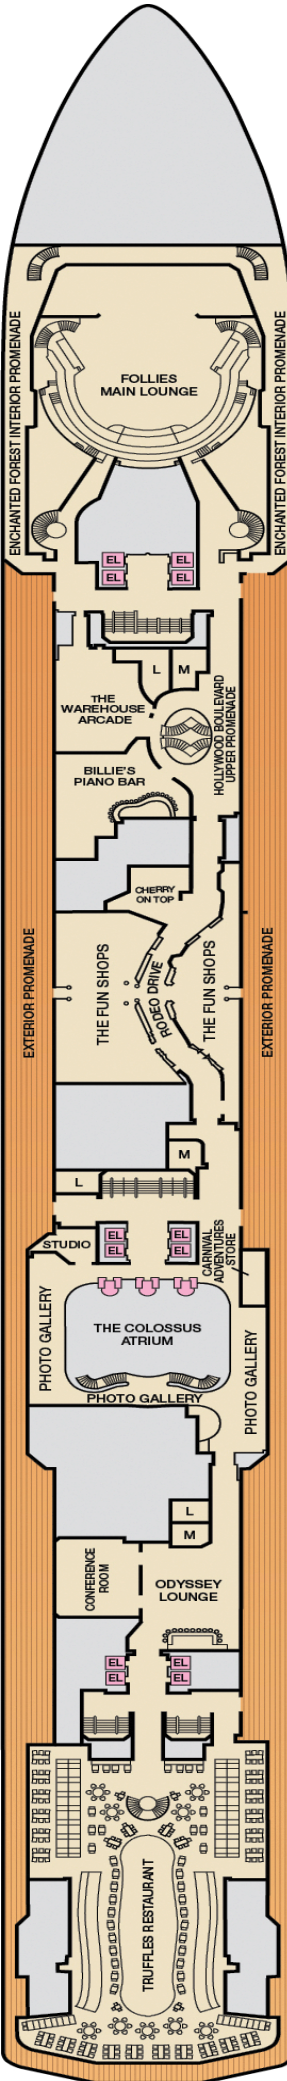 FOLLIES
MAIN LOUNGE
ENCHANTED FOREST INTERIOR PROMENADE
ENCHANTED FOREST INTERIOR PROMENADE
EL
EL
EL
EL
L
M
THE
WAREHOUSE
ARCADE
HOLLYWOOD BOULEVARD
UPPER PROMENADE
BILLIE'S
PIANO BAR
CHERRY
ON TOP
EXTERIOR PROMENADE
THE FUN SHOPS
RODEO DRIVE
THE FUN SHOPS
EXTERIOR PROMENADE
M
L
STUDIO
EL
EL
EL
EL
CARNIVAL
ADVENTURES
STORE
PHOTO GALLERY
THE COLOSSUS
ATRIUM
PHOTO GALLERY
PHOTO GALLERY
L
M
CONFERENCE
ROOM
ODYSSEY
LOUNGE
EL
EL
EL
EL
TRUFFLES RESTAURANT